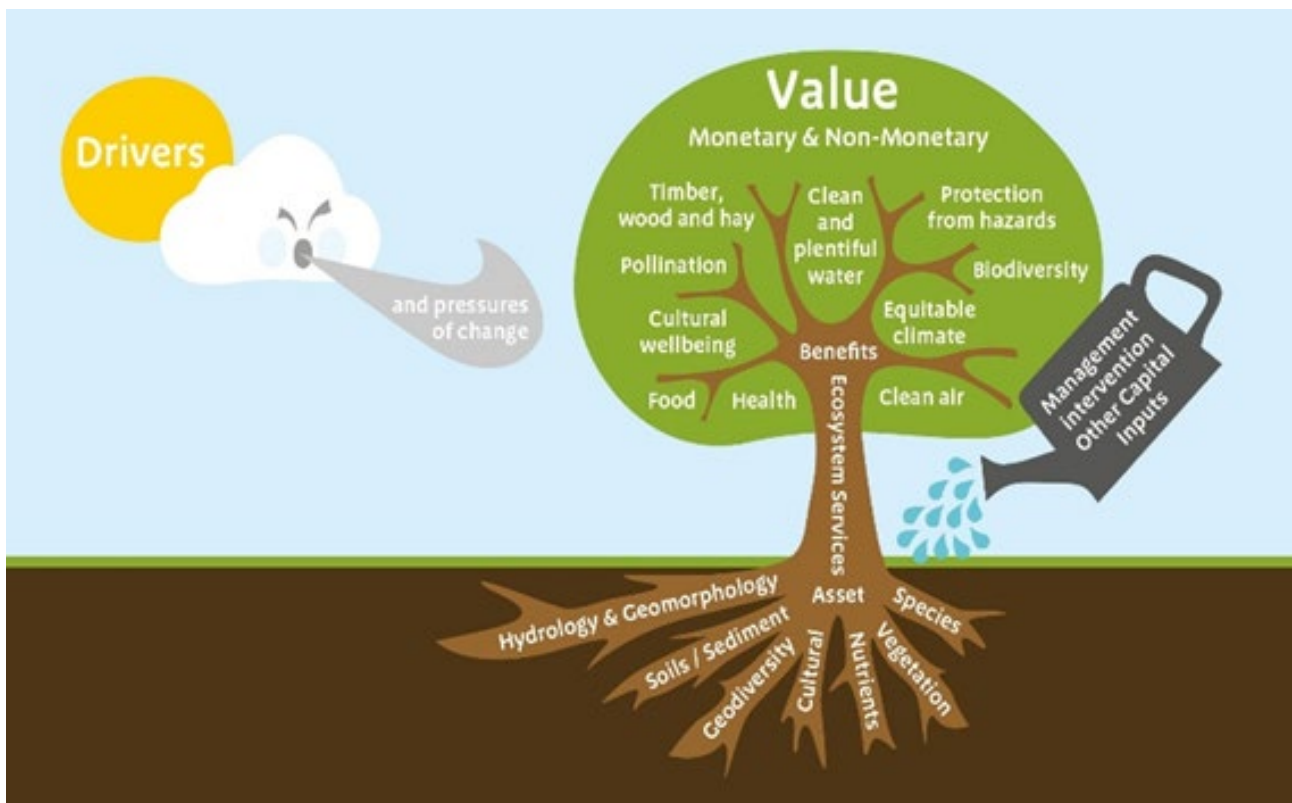 Drivers
and pressures
of change
Value
Monetary & Non-Monetary
Timber,
wood and hay
Clean
and
plentiful
water
Protection
from hazards
Pollination
Biodiversity
Cultural
wellbeing
Equitable
climate
Benefits
Food
Health
Clean air
Ecosystem Services
Management
intervention
Other Capital
Inputs
Asset
Hydrology & Geomorphology
Soils / Sediment
Geodiversity
Cultural
Nutrients
Vegetation
Species